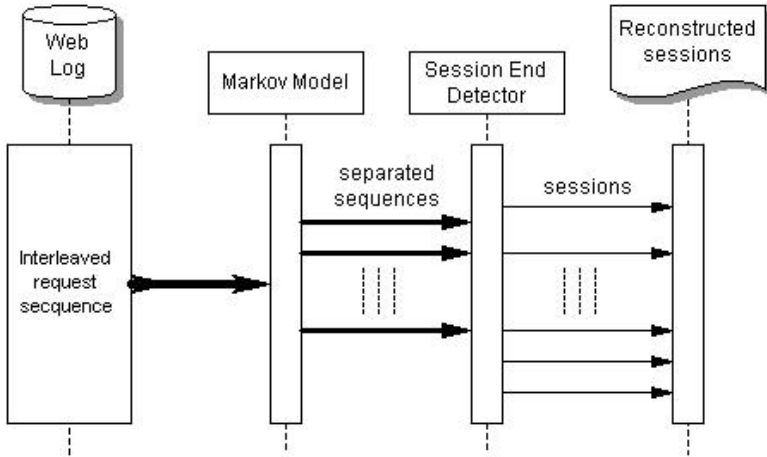 Web
Log
Markov Model
Session End
Detector
Reconstructed
sessions
separated
sequences
sessions
Interleaved
request
secquence